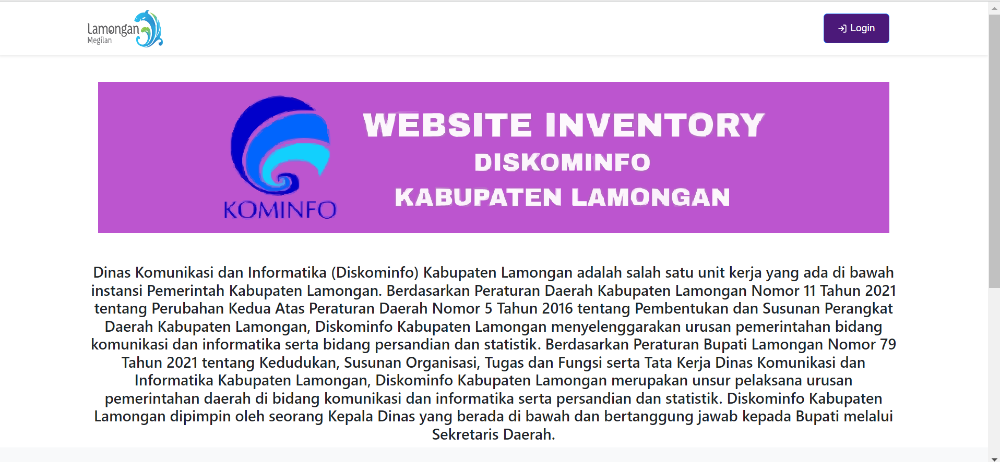 Lamongan
Megilan
Login
WEBSITE INVENTORY
DISKOMINFO
KABUPATEN LAMONGAN
KOMINFO
Dinas Komunikasi dan Informatika (Diskominfo) Kabupaten Lamongan adalah salah satu unit kerja yang ada di bawah
instansi Pemerintah Kabupaten Lamongan. Berdasarkan Peraturan Daerah Kabupaten Lamongan Nomor 11 Tahun 2021
tentang Perubahan Kedua Atas Peraturan Daerah Nomor 5 Tahun 2016 tentang Pembentukan dan Susunan Perangkat
Daerah Kabupaten Lamongan, Diskominfo Kabupaten Lamongan menyelenggarakan urusan pemerintahan bidang
komunikasi dan informatika serta bidang persandian dan statistik. Berdasarkan Peraturan Bupati Lamongan Nomor 79
Tahun 2021 tentang Kedudukan, Susunan Organisasi, Tugas dan Fungsi serta Tata Kerja Dinas Komunikasi dan
Informatika Kabupaten Lamongan, Diskominfo Kabupaten Lamongan merupakan unsur pelaksana urusan
pemerintahan daerah di bidang komunikasi dan informatika serta persandian dan statistik. Diskominfo Kabupaten
Lamongan dipimpin oleh seorang Kepala Dinas yang berada di bawah dan bertanggung jawab kepada Bupati melalui
Sekretaris Daerah.